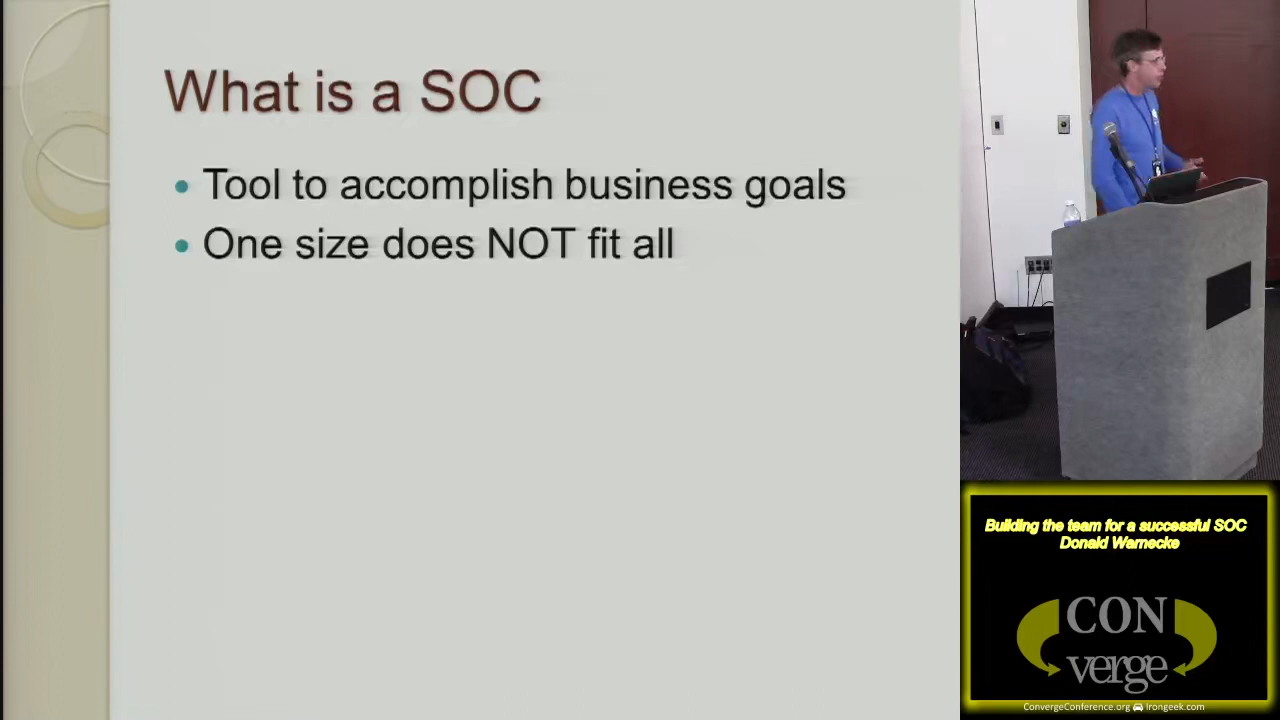 What is a SOC
Tool to accomplish business goals
One size does NOT fit all
Building the team for a successful SOC
Donald Warnecke
CON
verge
ConvergeConference.org Irongeek.com